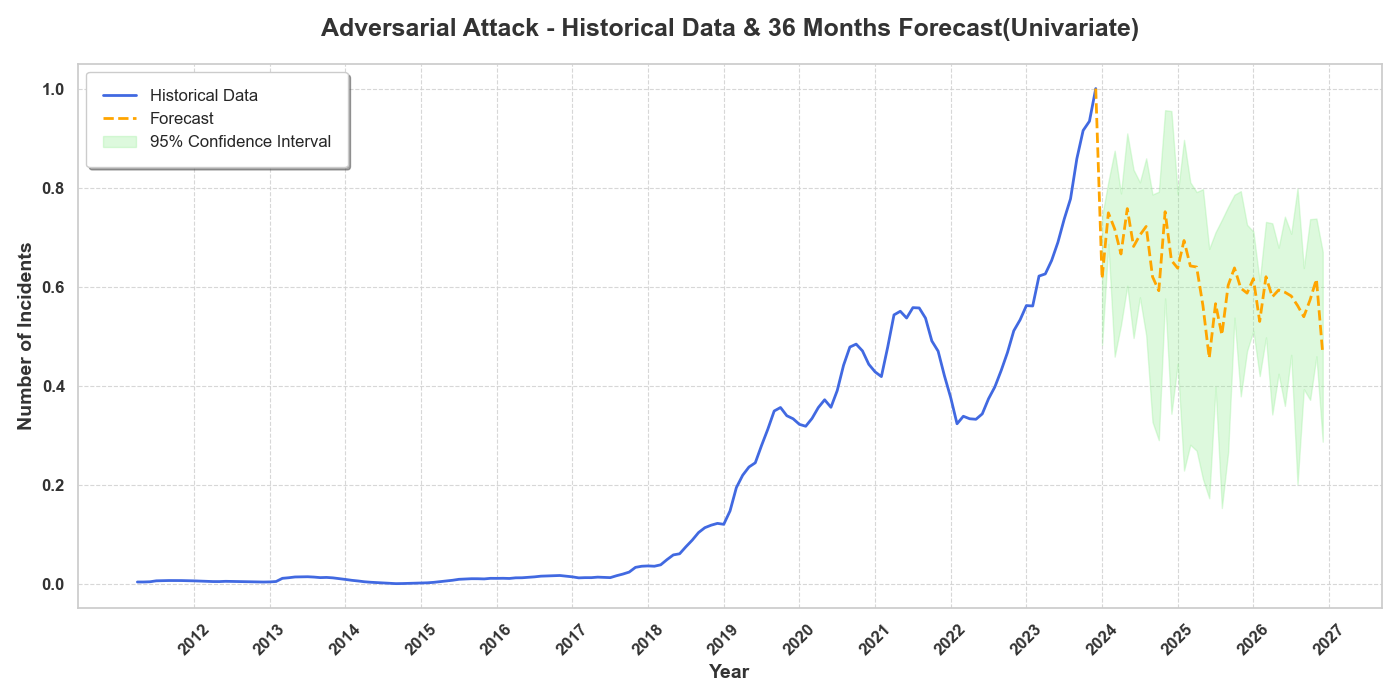 Adversarial Attack - Historical Data & 36 Months Forecast(Univariate)
Historical Data
Forecast
95% Confidence Interval
Number of Incidents
1.0
0.8
0.6
0.4
0.2
0.0
2012 2013 2014 2015 2016 2017 2018 2019 2020 2021 2022 2023 2024 2025 2026 2027
Year